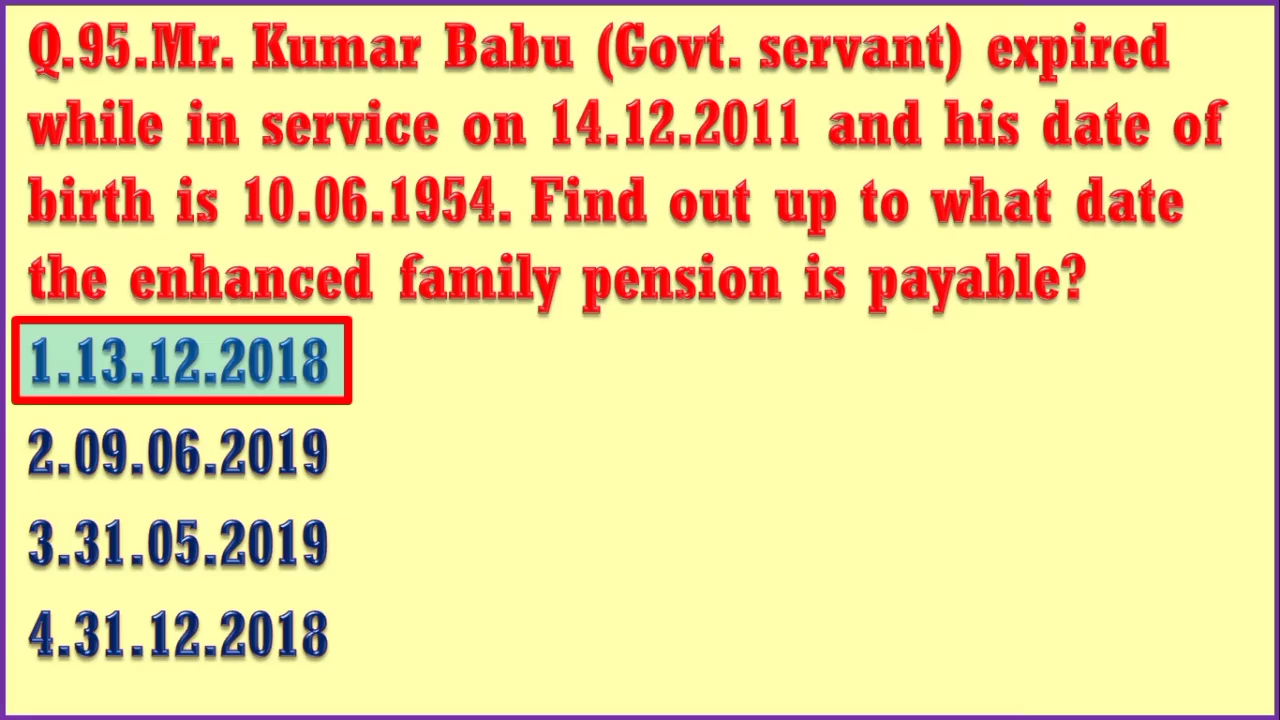 Q.95.Mr. Kumar Babu (Govt. servant) expired
while in service on 14.12.2011 and his date of
birth is 10.06.1954. Find out up to what date
the enhanced family pension is payable?
1.13.12.2018
2.09.06.2019
3.31.05.2019
4.31.12.2018